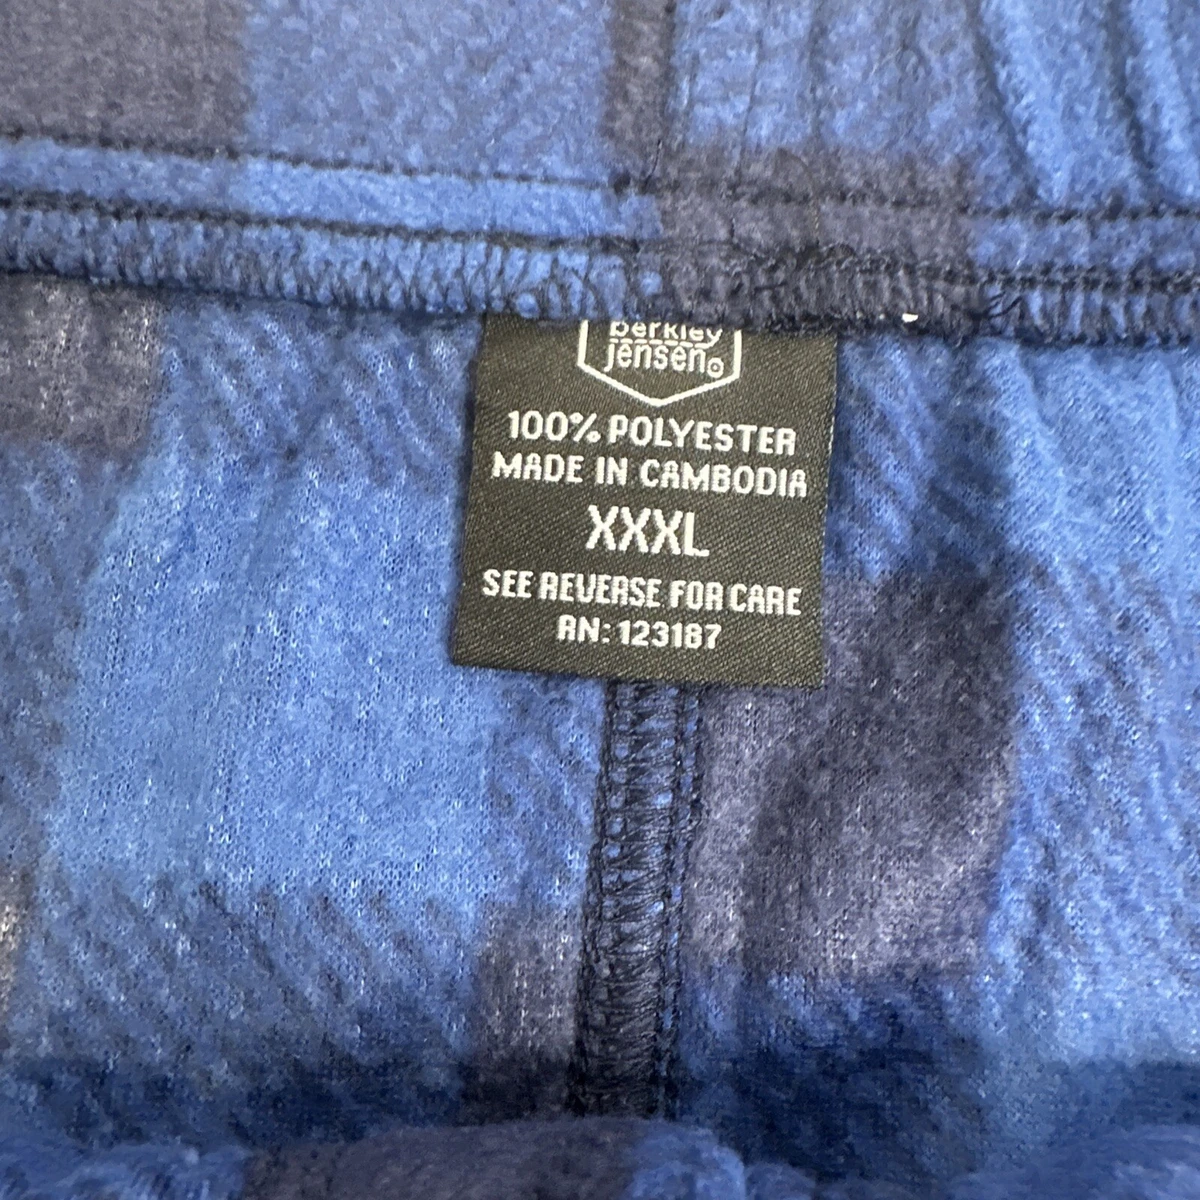 berkley
jensen®
100% POLYESTER
MADE IN CAMBODIA
XXXL
SEE REVERSE FOR CARE
RN: 123187